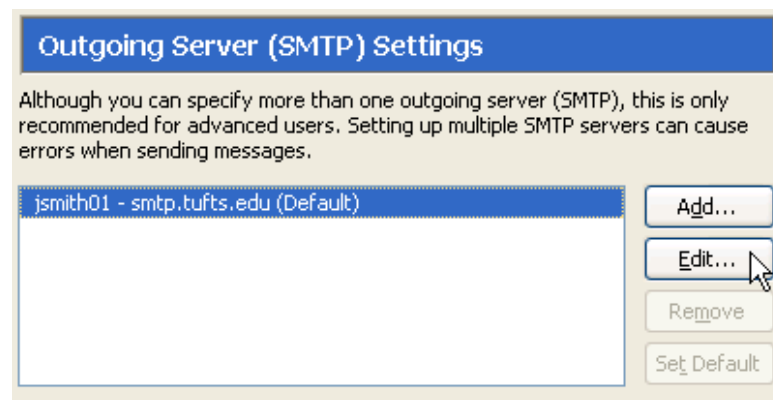 Outgoing Server (SMTP) Settings
Although you can specify more than one outgoing server (SMTP), this is only
recommended for advanced users. Setting up multiple SMTP servers can cause
errors when sending messages.
jsmith01 - smtp.tufts.edu (Default)
Add...
Edit...
Remove
Set Default